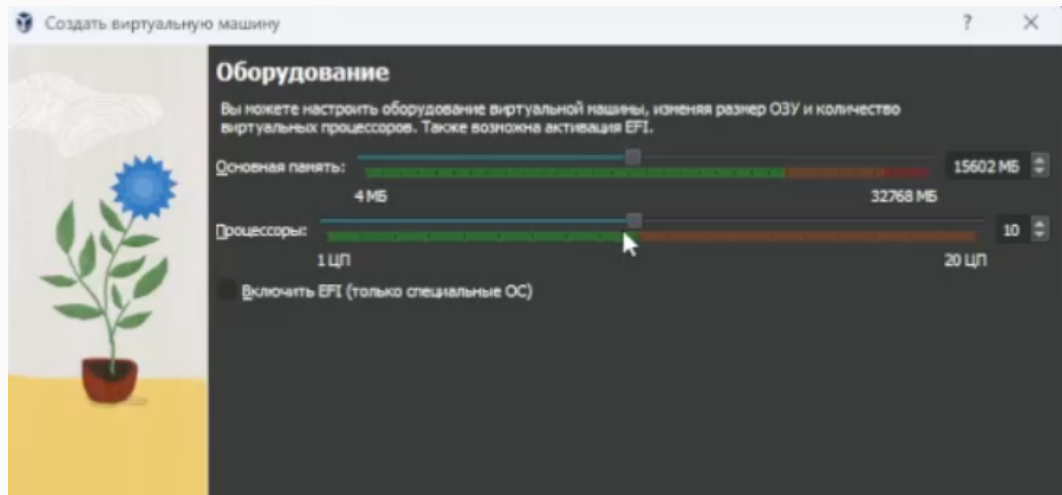 Создать виртуальную машину
?
Оборудование
Вы можете настроить оборудование виртуальной машины, изменяя размер ОЗУ и количество
виртуальных процессоров. Также возможна активация EFI.
Основная память:
15602 МБ
4 МБ
32768 МБ
Процессоры:
10
1 ЦП
20 ЦП
Включить EFI (только специальные ОС)